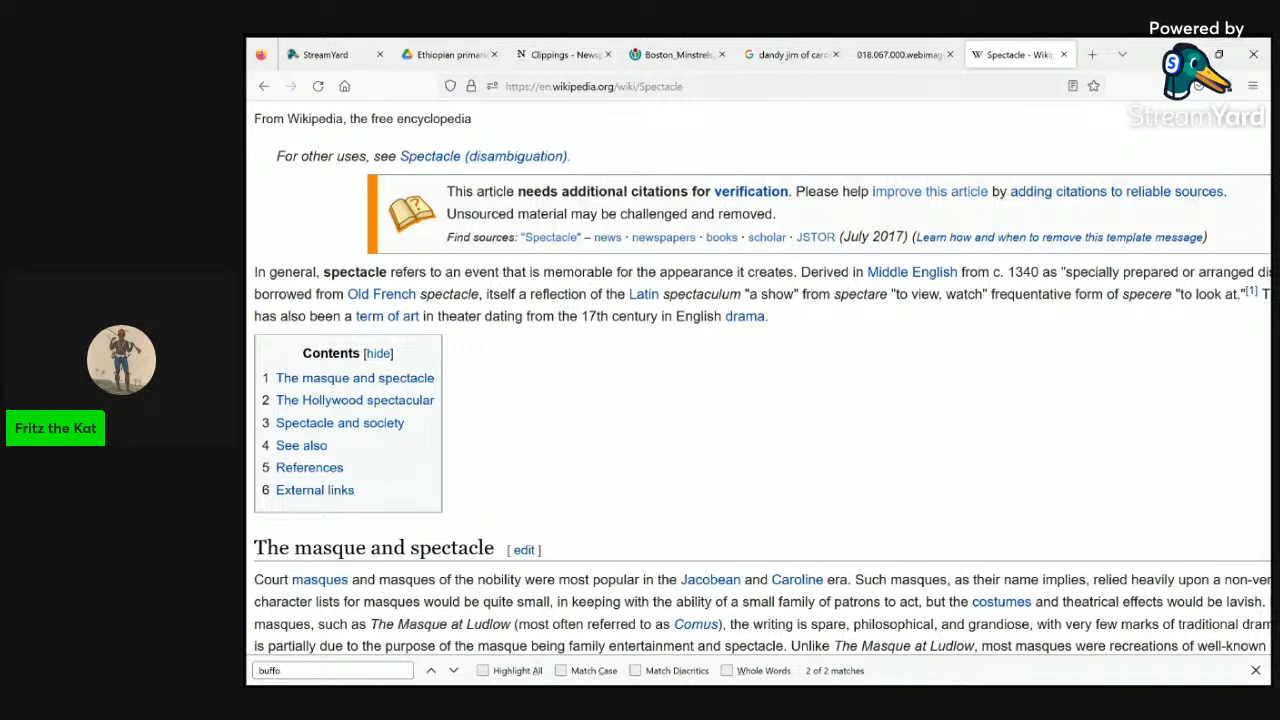 Powered by
StreamYard
StreamYard
Ethiopian primari
Clippings - Newsp
Boston_Minstrels
dandy jim of carol
018.067.000.webimage
Spectacle - Wiki
https://en.wikipedia.org/wiki/Spectacle
From Wikipedia, the free encyclopedia
For other uses, see Spectacle (disambiguation).
This article needs additional citations for verification. Please help improve this article by adding citations to reliable sources.
Unsourced material may be challenged and removed.
Find sources: "Spectacle" – news · newspapers · books · scholar · JSTOR (July 2017) (Learn how and when to remove this template message)
In general, spectacle refers to an event that is memorable for the appearance it creates. Derived in Middle English from c. 1340 as "specially prepared or arranged dis
borrowed from Old French spectacle, itself a reflection of the Latin spectaculum "a show" from spectare "to view, watch" frequentative form of specere "to look at."[1] T
has also been a term of art in theater dating from the 17th century in English drama.
Contents [hide]
1 The masque and spectacle
2 The Hollywood spectacular
3 Spectacle and society
4 See also
5 References
6 External links
The masque and spectacle [ edit ]
Court masques and masques of the nobility were most popular in the Jacobean and Caroline era. Such masques, as their name implies, relied heavily upon a non-ver
character lists for masques would be quite small, in keeping with the ability of a small family of patrons to act, but the costumes and theatrical effects would be lavish.
masques, such as The Masque at Ludlow (most often referred to as Comus), the writing is spare, philosophical, and grandiose, with very few marks of traditional dram
is partially due to the purpose of the masque being family entertainment and spectacle. Unlike The Masque at Ludlow, most masques were recreations of well-known
buffo
Highlight All
Match Case
Match Diacritics
Whole Words
2 of 2 matches
Fritz the Kat